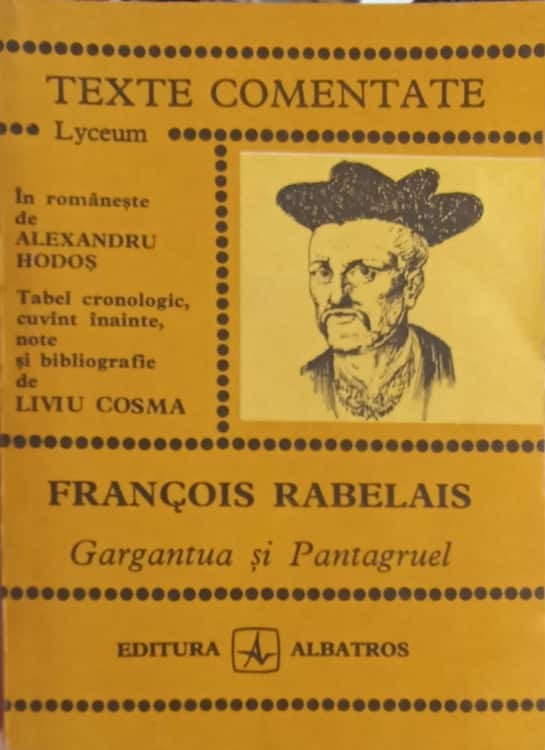 TEXTE COMENTATE
Lyceum
În românește
de
ALEXANDRU
HODOȘ
Tabel cronologic,
cuvînt înainte,
note
și bibliografie
de
LIVIU COSMA
FRANÇOIS RABELAIS
Gargantua și Pantagruel
EDITURA ALBATROS